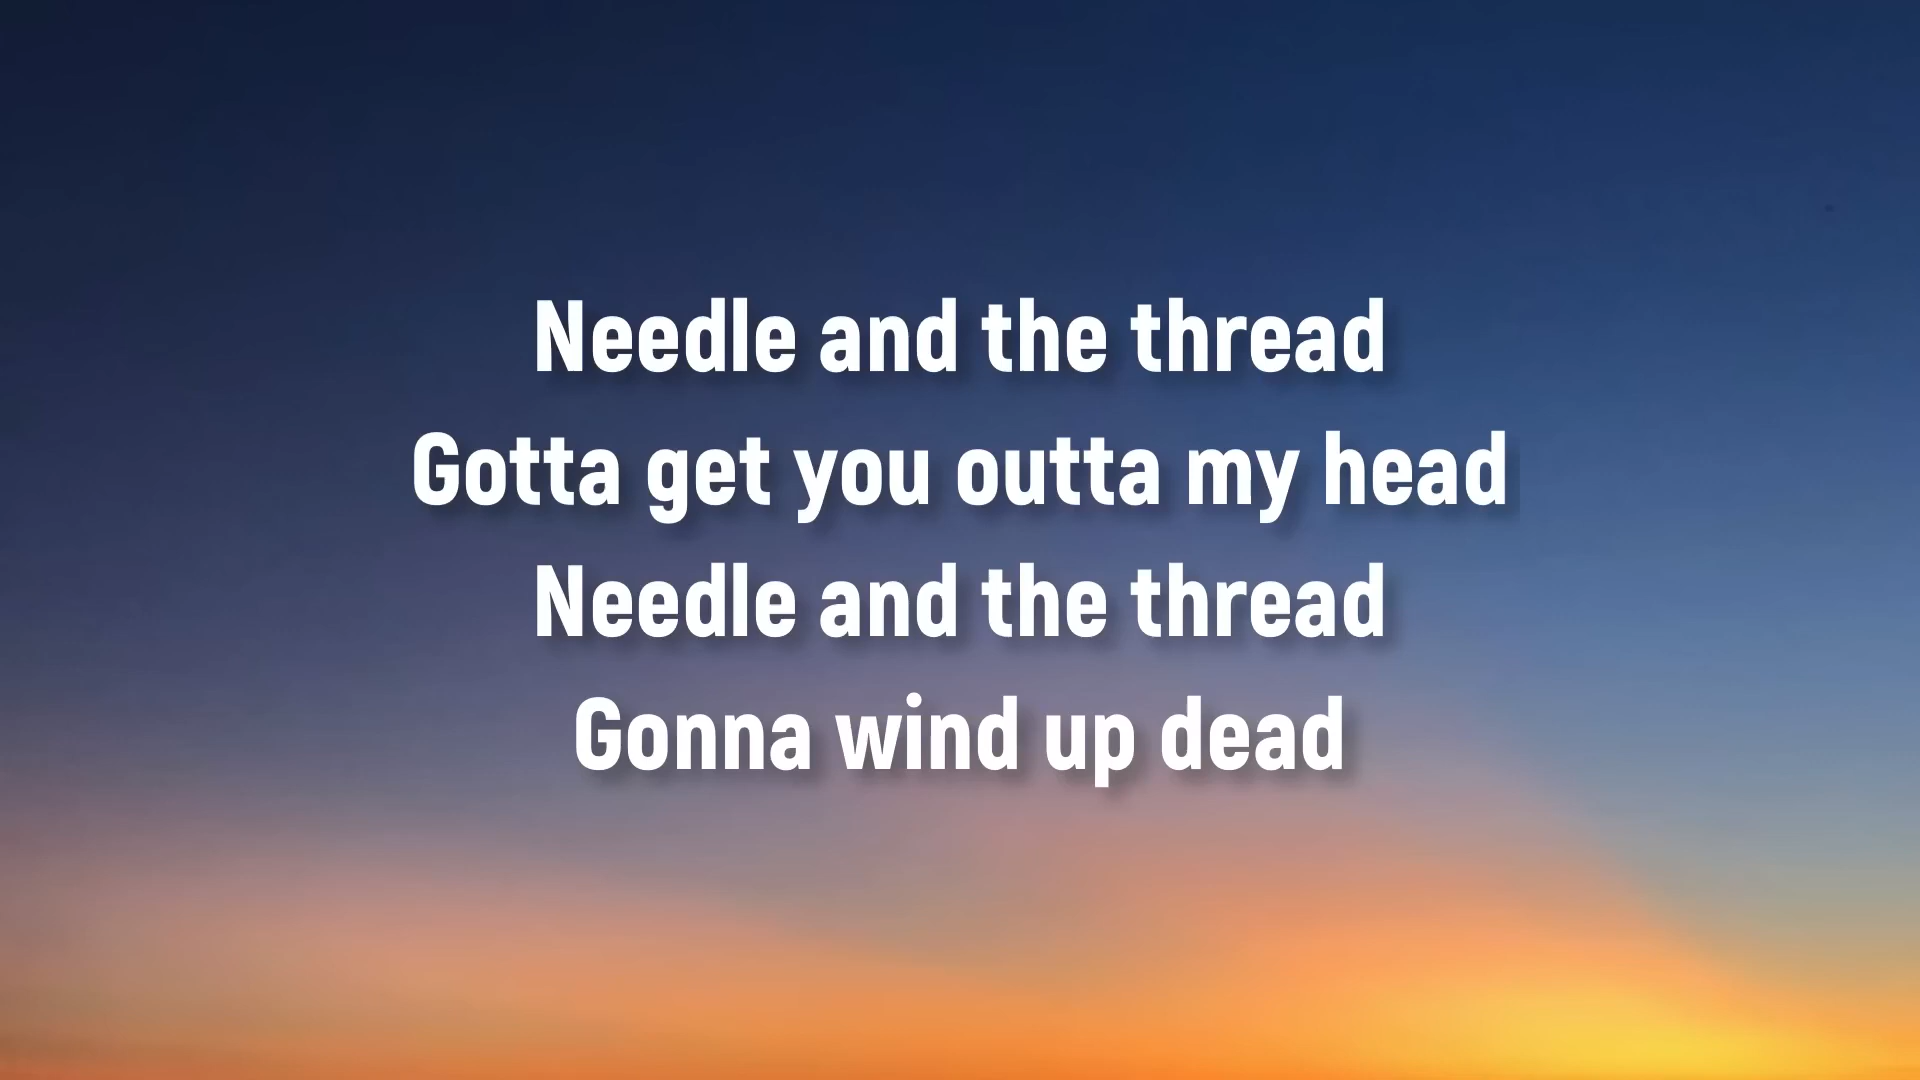 Needle and the thread
Gotta get you outta my head
Needle and the thread
Gonna wind up dead